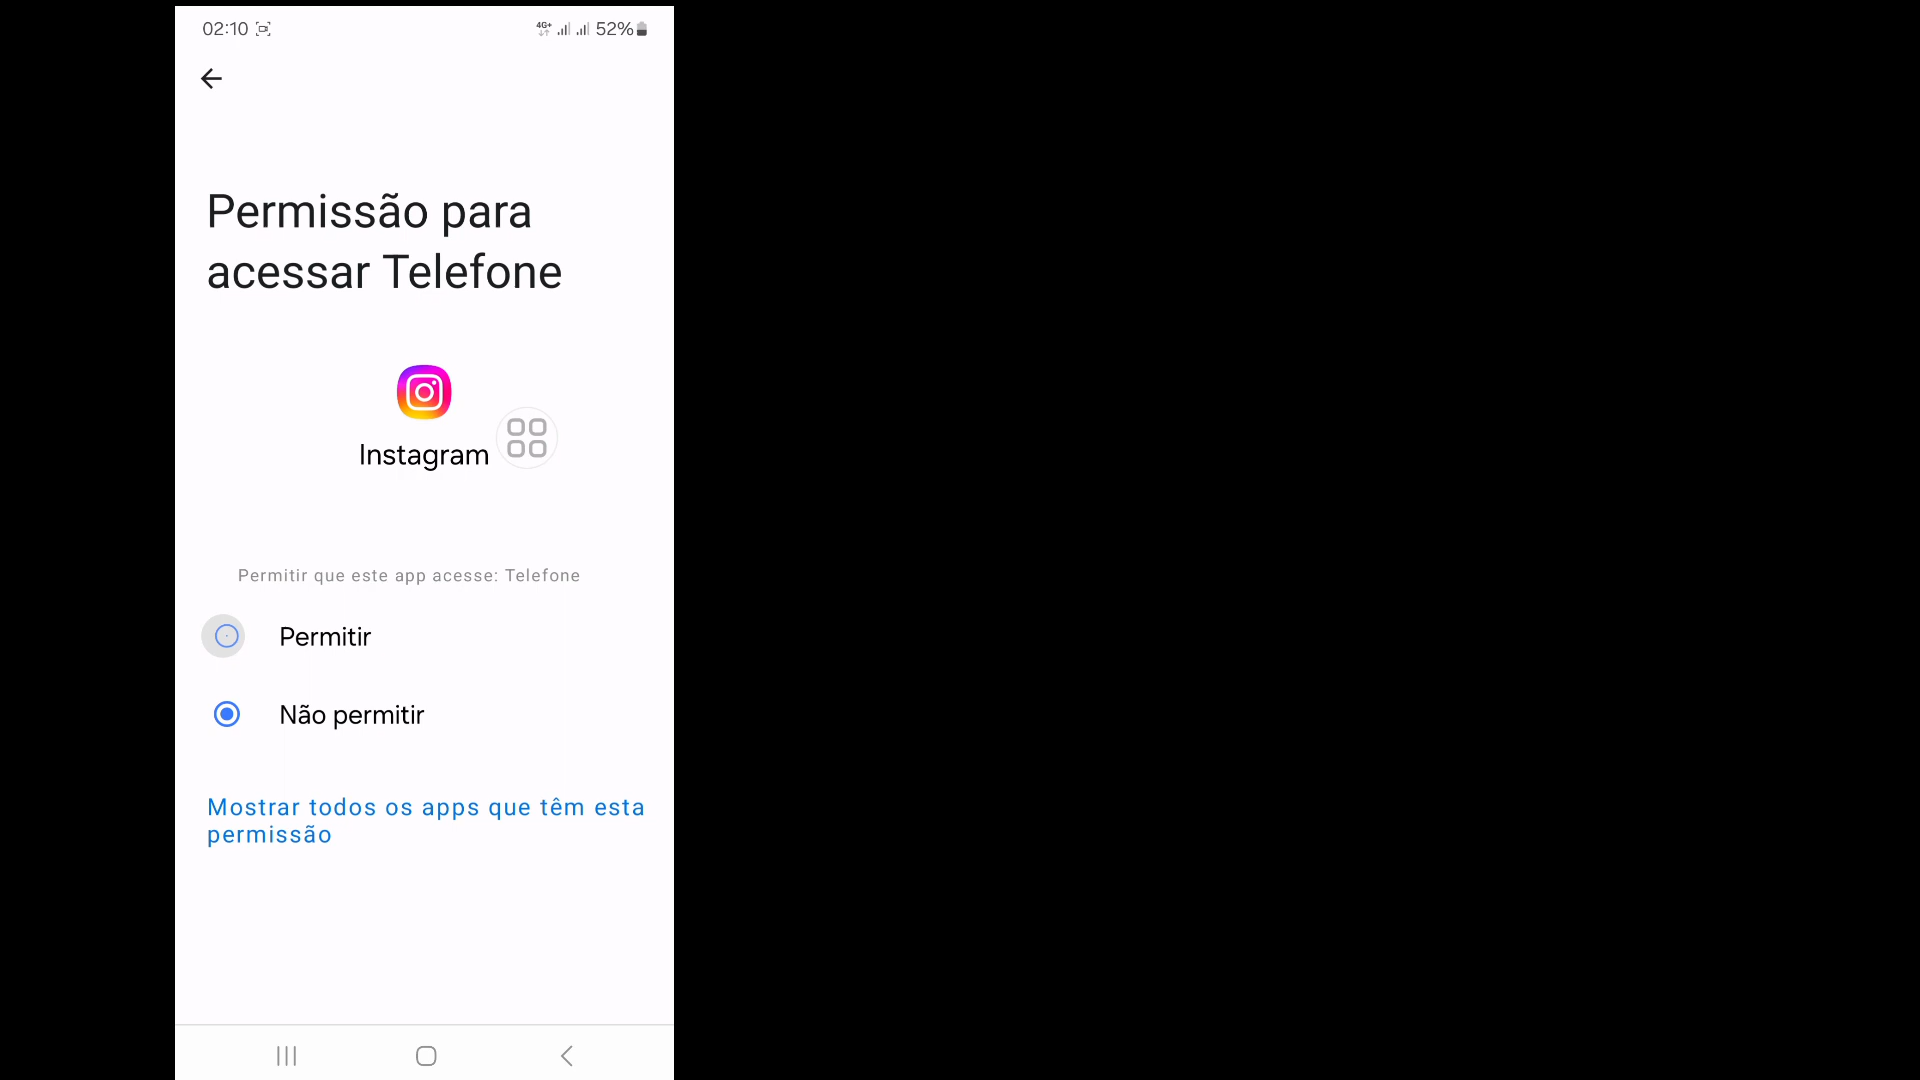 02:10
4G+ 52%
Permissão para
acessar Telefone
Instagram
Permitir que este app acesse: Telefone
Permitir
Não permitir
Mostrar todos os apps que têm esta
permissão